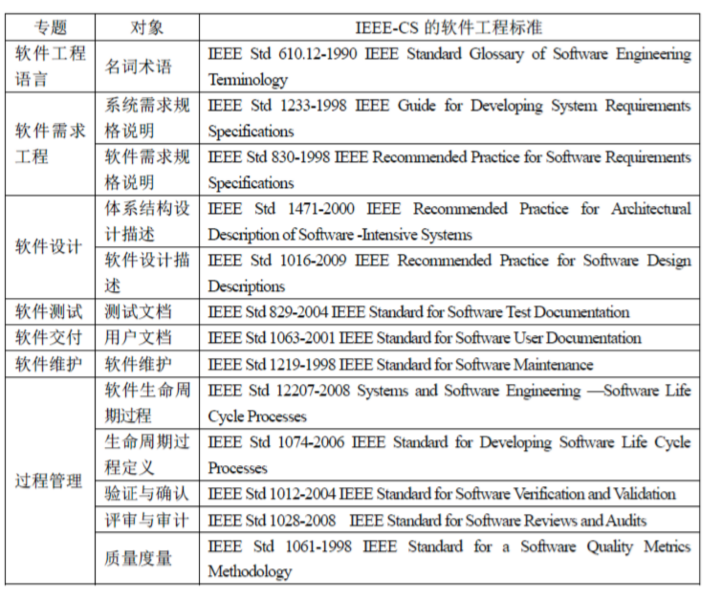 专题 对象 IEEE-CS 的软件工程标准
软件工程语言 名词术语 IEEE Std 610.12-1990 IEEE Standard Glossary of Software Engineering Terminology
软件需求工程 系统需求规格说明 IEEE Std 1233-1998 IEEE Guide for Developing System Requirements Specifications
软件需求规格说明 IEEE Std 830-1998 IEEE Recommended Practice for Software Requirements Specifications
软件设计 体系结构设计描述 IEEE Std 1471-2000 IEEE Recommended Practice for Architectural Description of Software -Intensive Systems
软件设计描述 IEEE Std 1016-2009 IEEE Recommended Practice for Software Design Descriptions
软件测试 测试文档 IEEE Std 829-2004 IEEE Standard for Software Test Documentation
软件交付 用户文档 IEEE Std 1063-2001 IEEE Standard for Software User Documentation
软件维护 软件维护 IEEE Std 1219-1998 IEEE Standard for Software Maintenance
过程管理 软件生命周期过程 IEEE Std 12207-2008 Systems and Software Engineering —Software Life Cycle Processes
生命周期过程定义 IEEE Std 1074-2006 IEEE Standard for Developing Software Life Cycle Processes
验证与确认 IEEE Std 1012-2004 IEEE Standard for Software Verification and Validation
评审与审计 IEEE Std 1028-2008 IEEE Standard for Software Reviews and Audits
质量度量 IEEE Std 1061-1998 IEEE Standard for a Software Quality Metrics Methodology